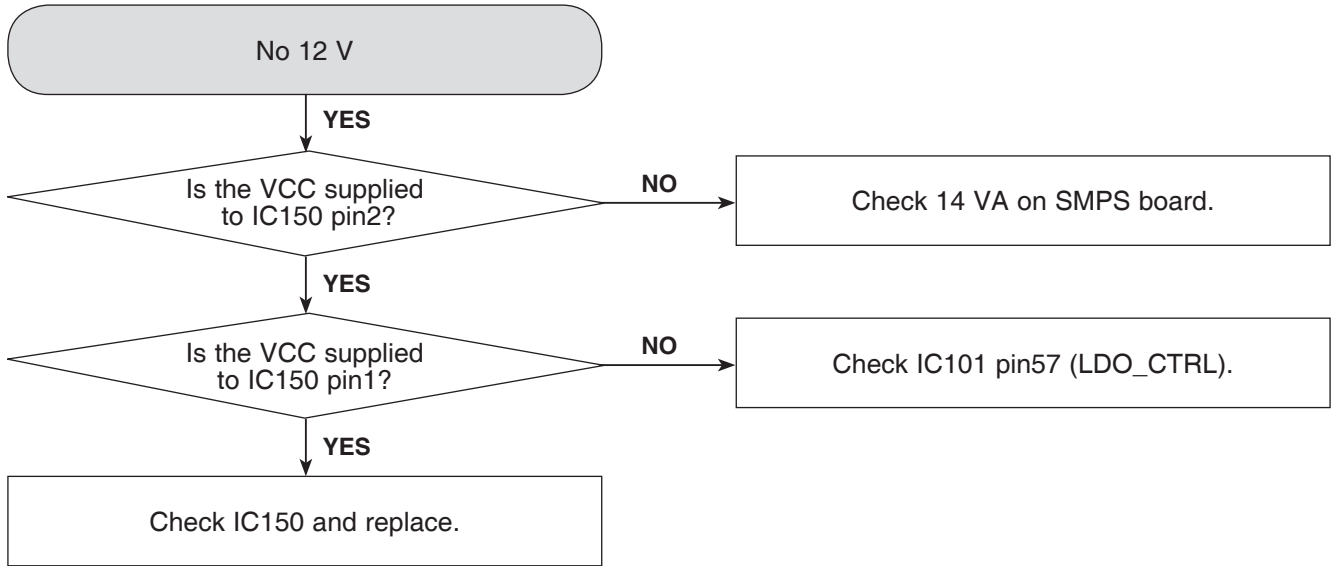 No 12 V
YES
Is the VCC supplied
to IC150 pin2?
NO
Check 14 VA on SMPS board.
YES
Is the VCC supplied
to IC150 pin1?
NO
Check IC101 pin57 (LDO_CTRL).
YES
Check IC150 and replace.